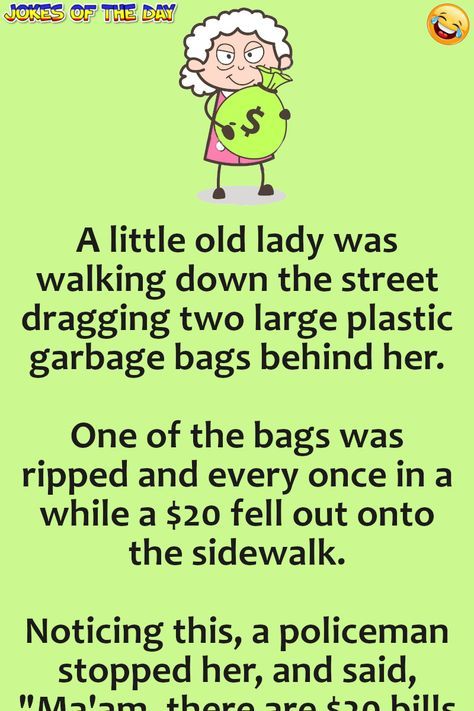 JOKES OF THE DAY
$
A little old lady was
walking down the street
dragging two large plastic
garbage bags behind her.
One of the bags was
ripped and every once in a
while a $20 fell out onto
the sidewalk.
Noticing this, a policeman
stopped her, and said,
"Ma'am, there are $20 bills